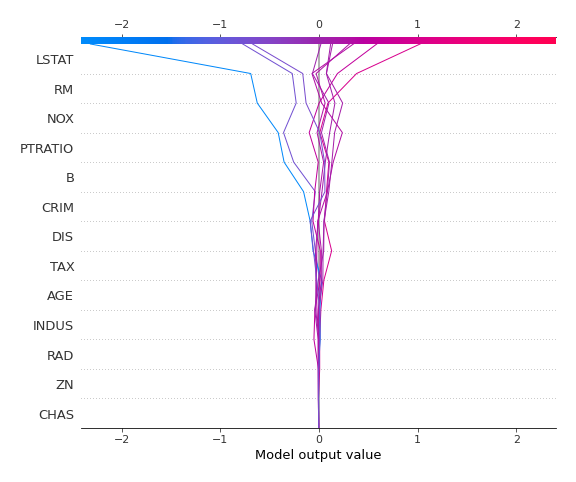 −2 −1 0 1 2
LSTAT
RM
NOX
PTRATIO
B
CRIM
DIS
TAX
AGE
INDUS
RAD
ZN
CHAS
−2 −1 0 1 2
Model output value